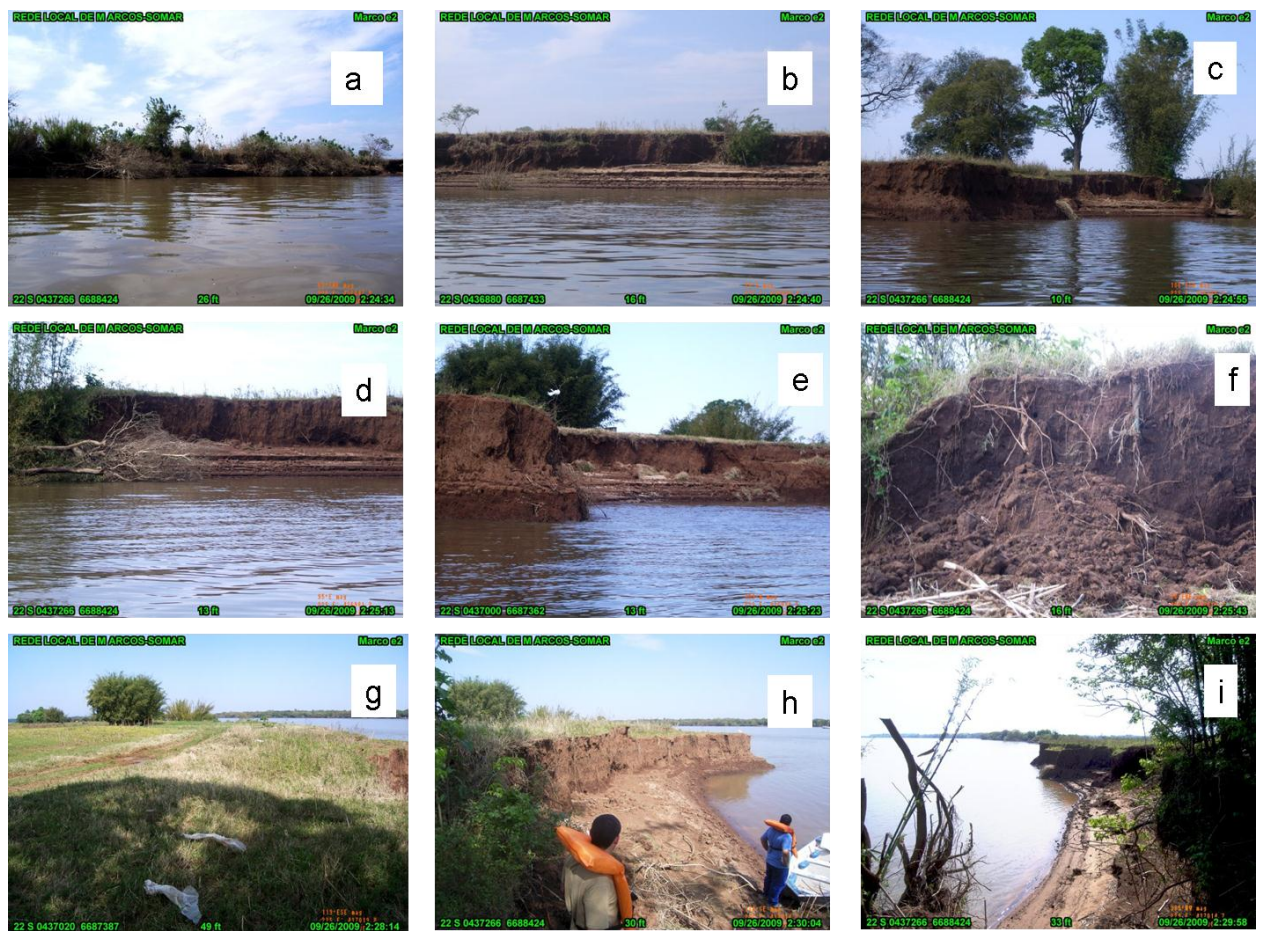 REDE LOCAL DE M ARCOS-SOMAR Marco e2
a
22 S 0437266 6688424 26 ft 09/26/2009 2:24:34
REDE LOCAL DE M ARCOS-SOMAR Marco e2
b
22 S 0436880 6687433 16 ft 09/26/2009 2:24:40
REDE LOCAL DE M ARCOS-SOMAR Marco e2
c
22 S 0437266 6688424 10 ft 09/26/2009 2:24:55
REDE LOCAL DE M ARCOS-SOMAR Marco e2
d
22 S 0437266 6688424 13 ft 09/26/2009 2:25:13
REDE LOCAL DE M ARCOS-SOMAR Marco e2
e
22 S 0437000 6687362 13 ft 09/26/2009 2:25:23
REDE LOCAL DE M ARCOS-SOMAR Marco e2
f
22 S 0437266 6688424 16 ft 09/26/2009 2:25:43
REDE LOCAL DE M ARCOS-SOMAR Marco e2
g
22 S 0437020 6687387 49 ft 09/26/2009 2:28:14
REDE LOCAL DE M ARCOS-SOMAR Marco e2
h
22 S 0437266 6688424 30 ft 09/26/2009 2:30:04
REDE LOCAL DE M ARCOS-SOMAR Marco e2
i
22 S 0437266 6688424 33 ft 09/26/2009 2:29:58